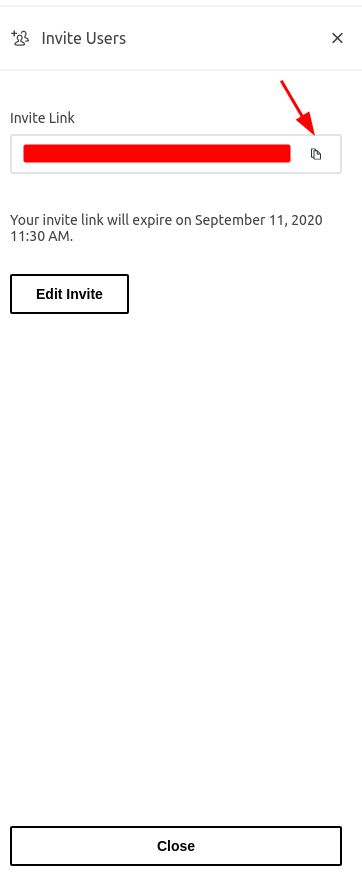 Invite Users
Invite Link
Your invite link will expire on September 11, 2020
11:30 AM.
Edit Invite
Close